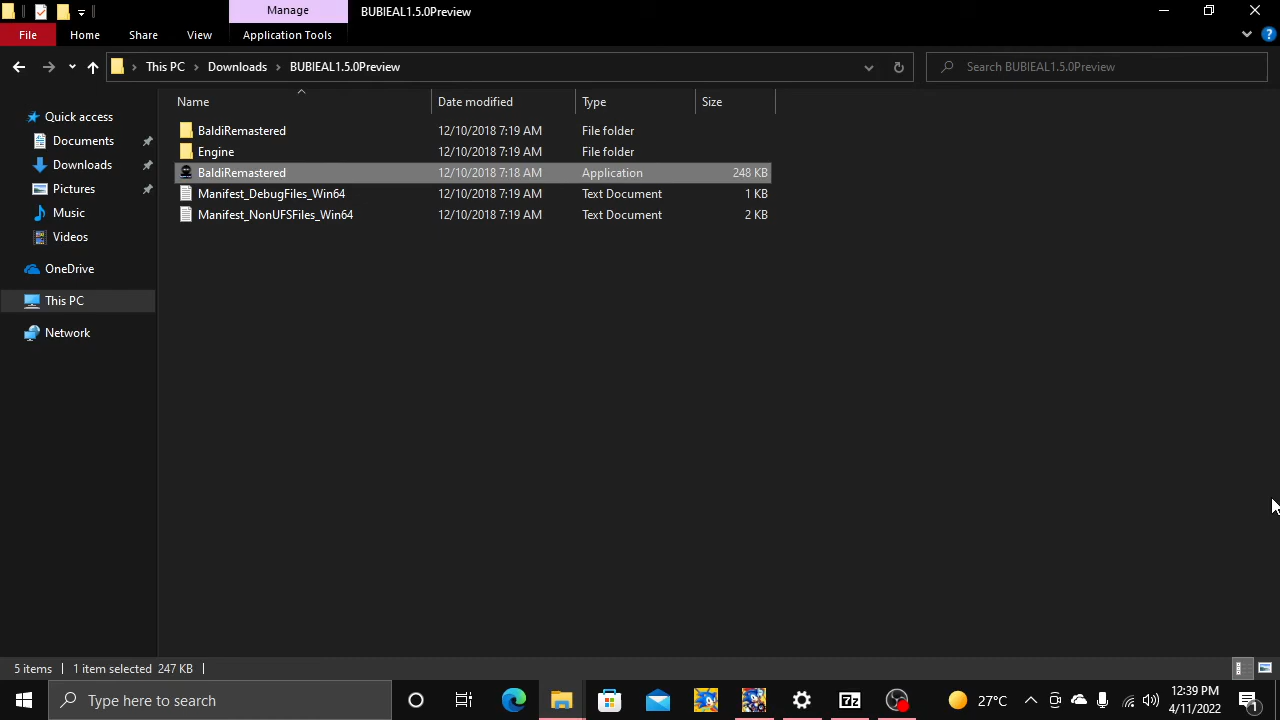 Manage
BUBIEAL1.5.0Preview
File Home Share View Application Tools
This PC Downloads BUBIEAL1.5.0Preview
Search BUBIEAL1.5.0Preview
Name Date modified Type Size
Quick access
Documents
Downloads
Pictures
Music
Videos
OneDrive
This PC
Network
BaldiRemastered 12/10/2018 7:19 AM File folder
Engine 12/10/2018 7:19 AM File folder
BaldiRemastered 12/10/2018 7:18 AM Application 248 KB
Manifest_DebugFiles_Win64 12/10/2018 7:19 AM Text Document 1 KB
Manifest_NonUFSFiles_Win64 12/10/2018 7:19 AM Text Document 2 KB
5 items 1 item selected 247 KB
Type here to search
7z
27°C
12:39 PM
4/11/2022
1